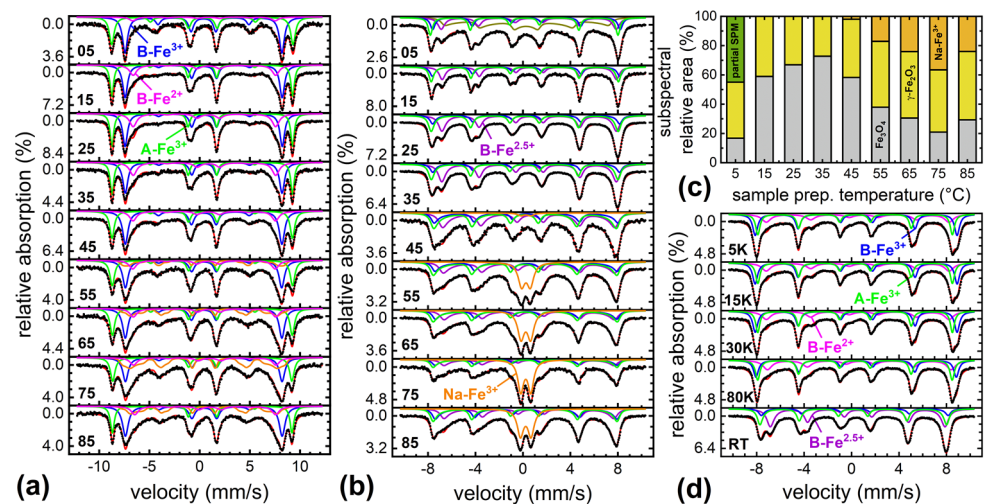 relative absorption (%)
0.0
3.6
05
B-Fe³⁺
0.0
7.2
15
B-Fe²⁺
0.0
8.4
25
A-Fe³⁺
0.0
4.4
35
0.0
6.4
45
0.0
4.0
55
0.0
65
0.0
4.0
75
0.0
4.0
85
-10 -5 0 5 10
velocity (mm/s)
(a)
relative absorption (%)
0.0
2.6
05
0.0
8.0
15
0.0
7.2
25
B-Fe²·⁵⁺
0.0
6.4
35
0.0
3.6
45
0.0
3.2
55
0.0
3.6
65
0.0
4.8
75
Na-Fe³⁺
0.0
3.2
85
-8 -4 0 4 8
velocity (mm/s)
(b)
subspectral
relative area (%)
100
80
60
40
20
0
partial SPM
Fe₃O₄
γ-Fe₂O₃
Na-Fe³⁺
5 15 25 35 45 55 65 75 85
sample prep. temperature (°C)
(c)
relative absorption (%)
0.0
4.8
5K
B-Fe³⁺
0.0
4.8
15K
A-Fe³⁺
0.0
4.8
30K
B-Fe²⁺
0.0
4.8
80K
0.0
6.4
RT
B-Fe²·⁵⁺
-8 -4 0 4 8
velocity (mm/s)
(d)